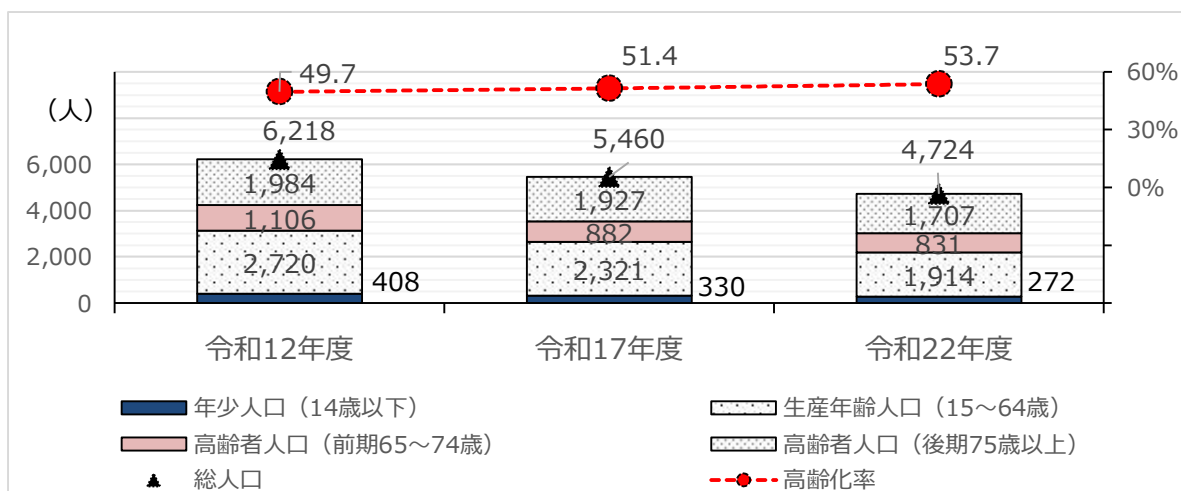 49.7
51.4
53.7
60%
（人）
6,218
5,460
4,724
30%
6,000
1,984
1,927
1,707
0%
4,000
1,106
882
831
2,000
2,720
2,321
1,914
408
330
272
0
令和12年度
令和17年度
令和22年度
年少人口（14歳以下）
生産年齢人口（15～64歳）
高齢者人口（前期65～74歳）
高齢者人口（後期75歳以上）
総人口
高齢化率